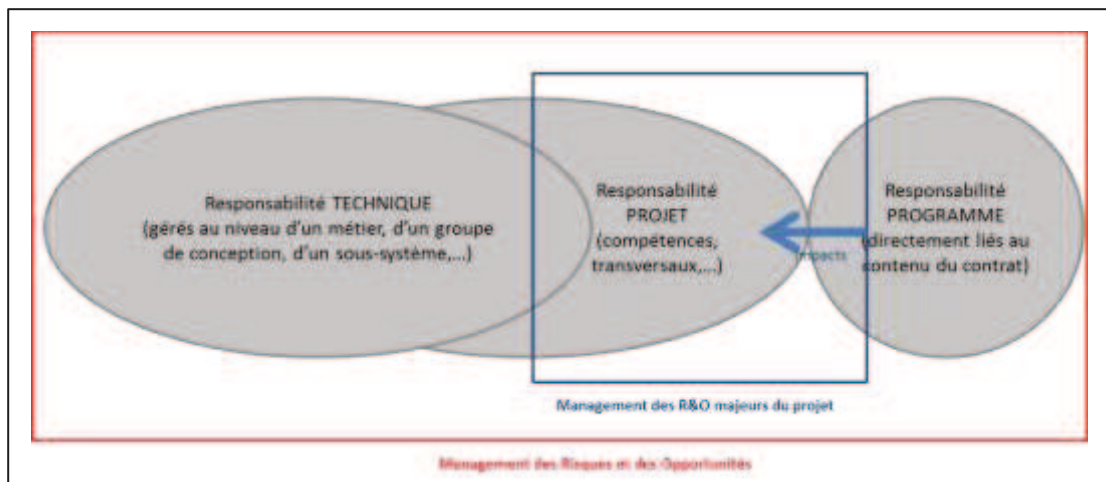 Responsabilité TECHNIQUE
(gérés au niveau d'un métier, d'un groupe
de conception, d'un sous-système,...)
Responsabilité
PROJET
(compétences,
transversaux,...)
Impacts
Responsabilité
PROGRAMME
(directement liés au
contenu du contrat)
Management des R&O majeurs du projet
Management des Risques et des Opportunités